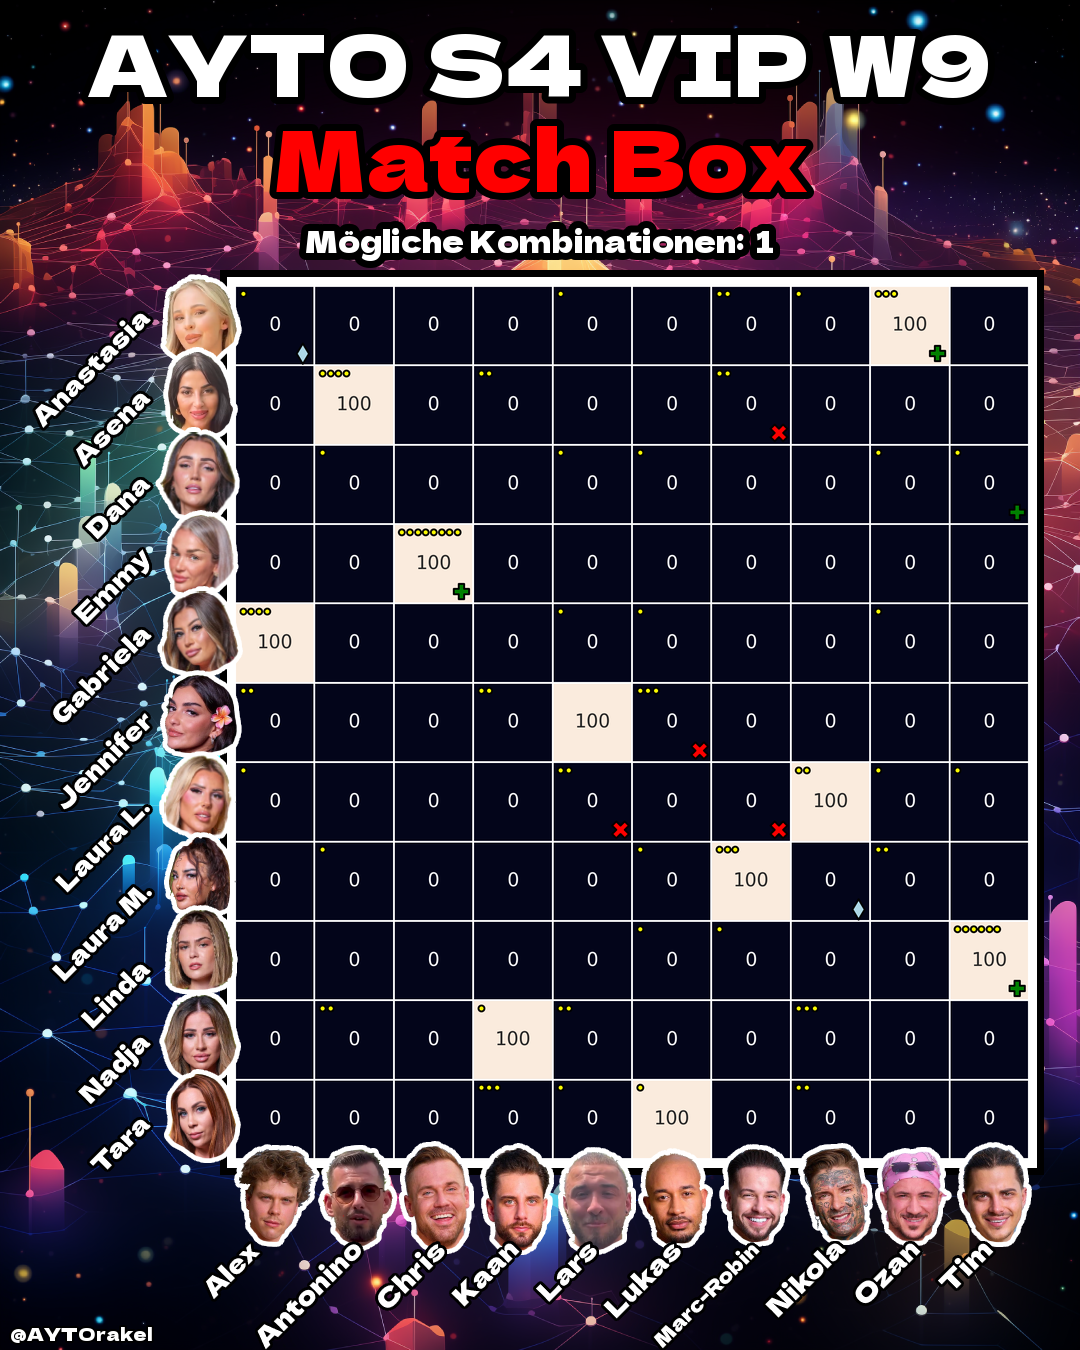 AYTO S4 VIP W9
Match Box
Mögliche Kombinationen: 1
Anastasia 0 0 0 0 0 0 0 0 100 0
Asena 0 100 0 0 0 0 0 0 0 0
Dana 0 0 0 0 0 0 0 0 0 0
Emmy 0 0 100 0 0 0 0 0 0 0
Gabriela 100 0 0 0 0 0 0 0 0 0
Jennifer 0 0 0 0 100 0 0 0 0 0
Laura L. 0 0 0 0 0 0 0 100 0 0
Laura M. 0 0 0 0 0 0 100 0 0 0
Linda 0 0 0 0 0 0 0 0 0 100
Nadja 0 0 0 100 0 0 0 0 0 0
Tara 0 0 0 0 0 100 0 0 0 0
Alex Antonino Chris Kaan Lars Lukas Marc-Robin Nikola Ozan Tim
@AYTOrakel